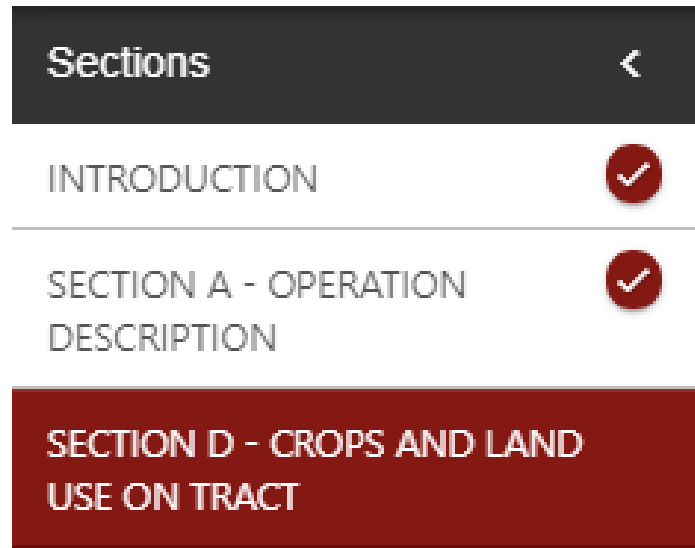 Sections
INTRODUCTION
SECTION A - OPERATION
DESCRIPTION
SECTION D - CROPS AND LAND
USE ON TRACT